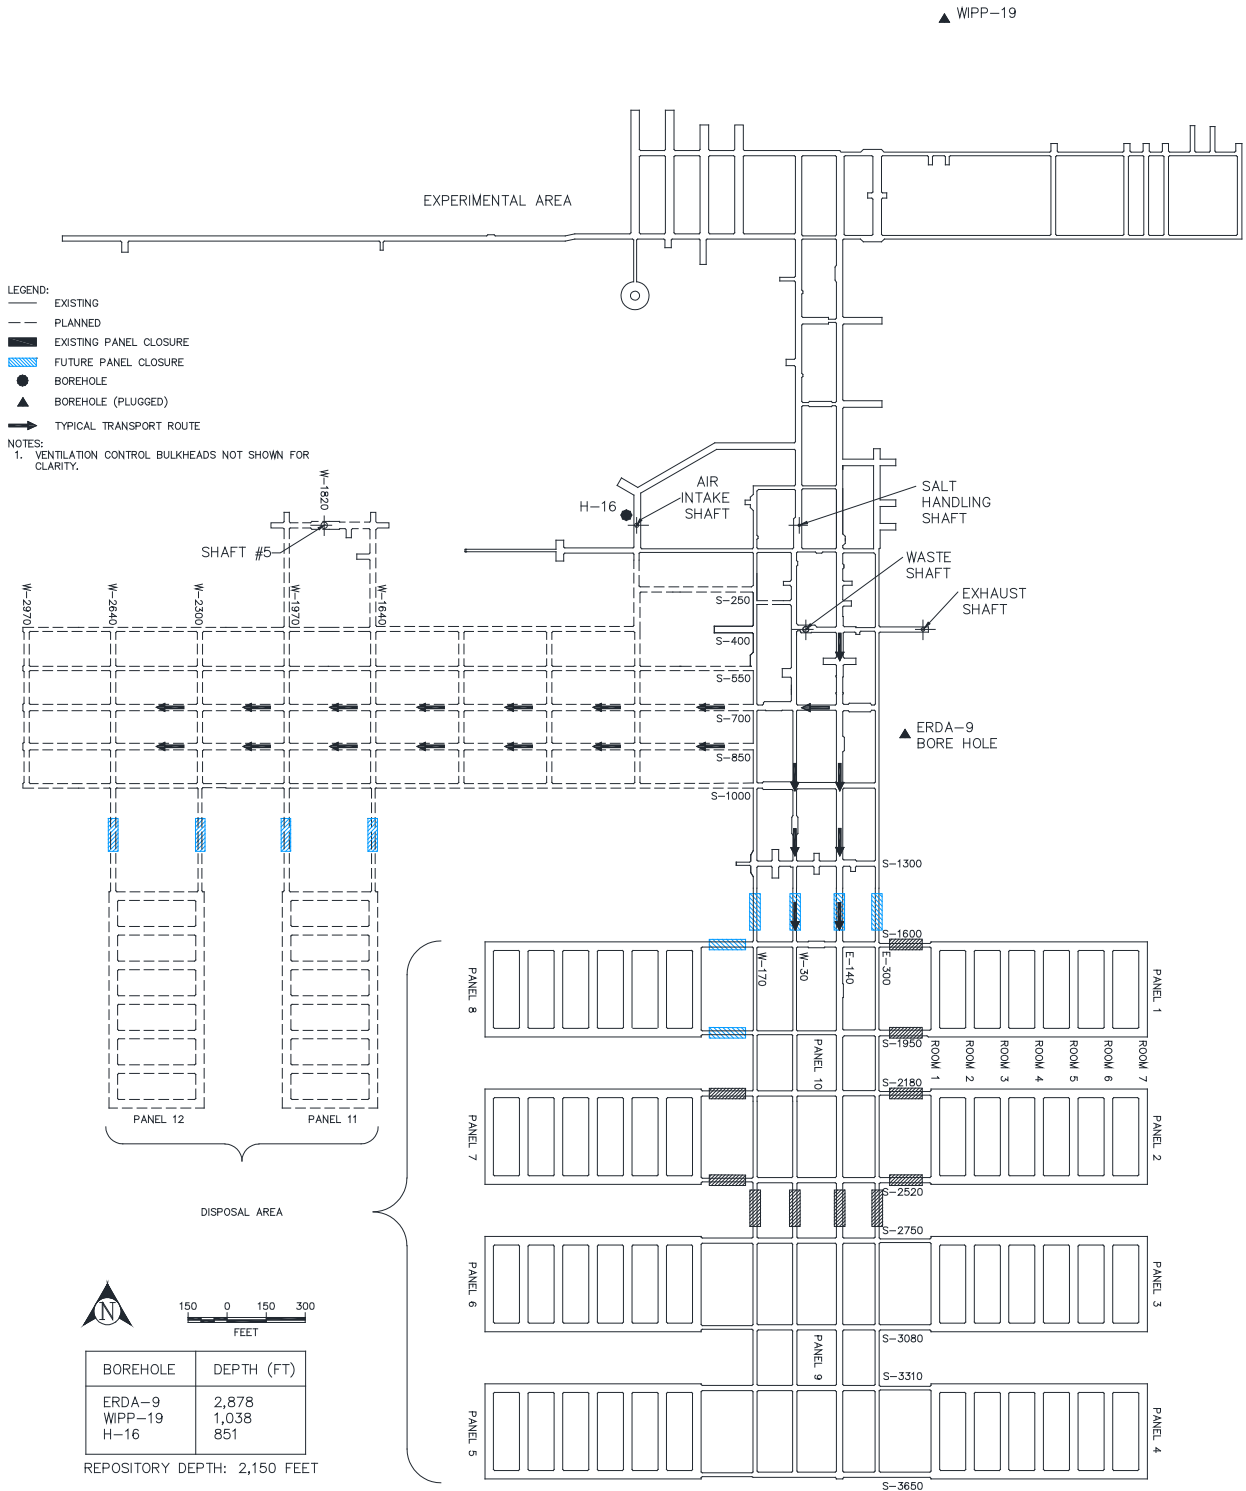 WIPP-19
EXPERIMENTAL AREA
LEGEND:
EXISTING
PLANNED
EXISTING PANEL CLOSURE
FUTURE PANEL CLOSURE
BOREHOLE
BOREHOLE (PLUGGED)
TYPICAL TRANSPORT ROUTE
NOTES:
1. VENTILATION CONTROL BULKHEADS NOT SHOWN FOR
CLARITY.
W-1820
SHAFT #5
H-16
AIR
INTAKE
SHAFT
SALT
HANDLING
SHAFT
WASTE
SHAFT
EXHAUST
SHAFT
W-2970
W-2640
W-2300
W-1970
W-1640
S-250
S-400
S-550
S-700
S-850
S-1000
ERDA-9
BORE HOLE
S-1300
S-1600
W-170
W-30
E-140
E-300
PANEL 8
PANEL 1
S-1950
PANEL 10
S-2180
ROOM 1
ROOM 2
ROOM 3
ROOM 4
ROOM 5
ROOM 6
ROOM 7
PANEL 12
PANEL 11
PANEL 7
PANEL 2
S-2520
S-2750
DISPOSAL AREA
PANEL 6
PANEL 3
S-3080
PANEL 9
S-3310
PANEL 5
PANEL 4
S-3650
N
150 0 150 300
FEET
BOREHOLE DEPTH (FT)
ERDA-9 2,878
WIPP-19 1,038
H-16 851
REPOSITORY DEPTH: 2,150 FEET